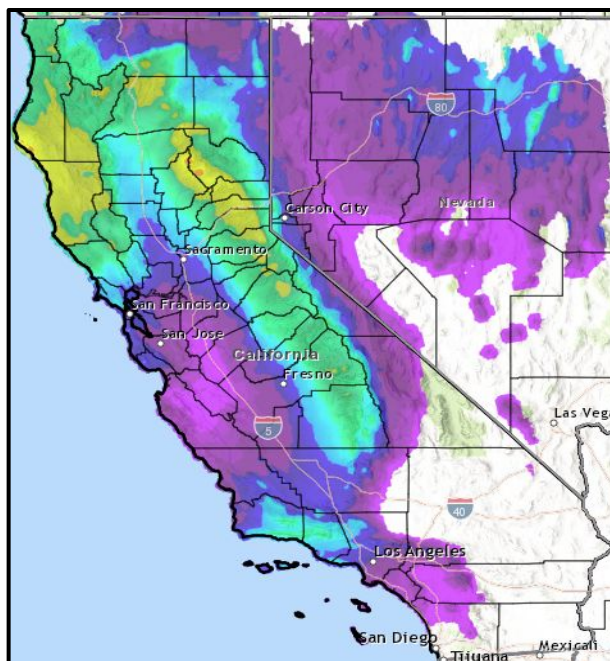 80
Carson City
Nevada
Sacramento
San Francisco
San Jose
California
Fresno
Las Vega
5
40
Los Angeles
San Diego
Tijuana
Mexicali